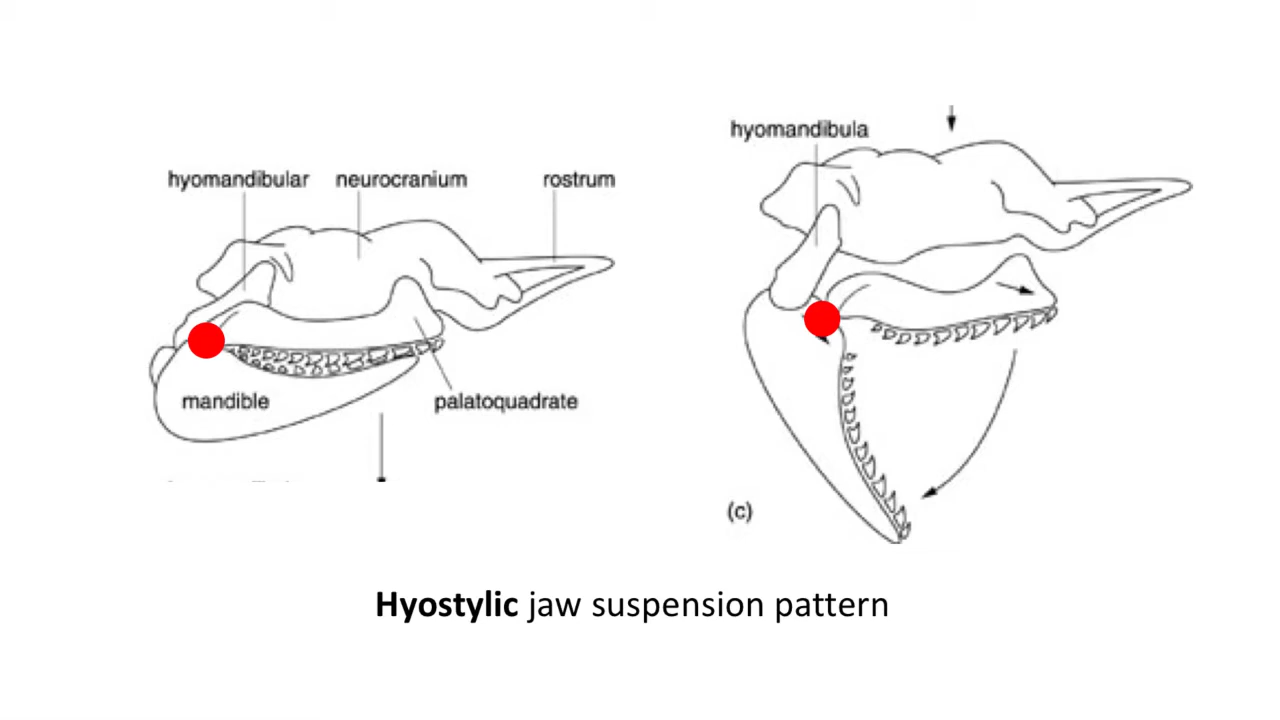 hyomandibular neurocranium rostrum
mandible palatoquadrate
hyomandibula
(c)
Hyostylic jaw suspension pattern